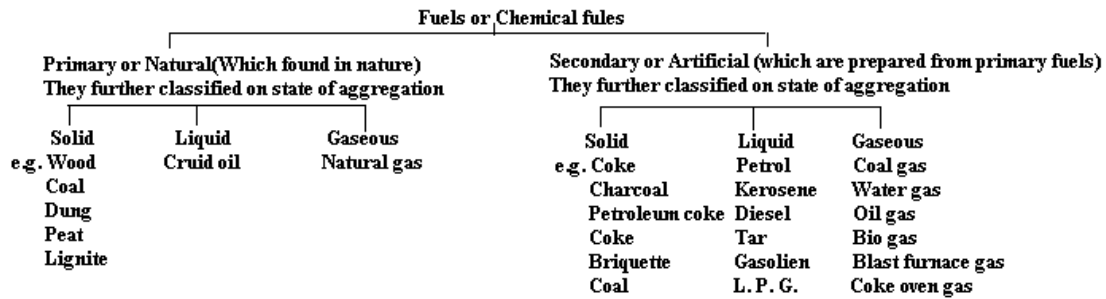 Fuels or Chemical fules
Primary or Natural(Which found in nature)
They further classified on state of aggregation
Solid Liquid Gaseous
e.g. Wood Cruid oil Natural gas
Coal
Dung
Peat
Lignite
Secondary or Artificial (which are prepared from primary fuels)
They further classified on state of aggregation
Solid Liquid Gaseous
e.g. Coke Petrol Coal gas
Charcoal Kerosene Water gas
Petroleum coke Diesel Oil gas
Coke Tar Bio gas
Briquette Gasolien Blast furnace gas
Coal L.P.G. Coke oven gas